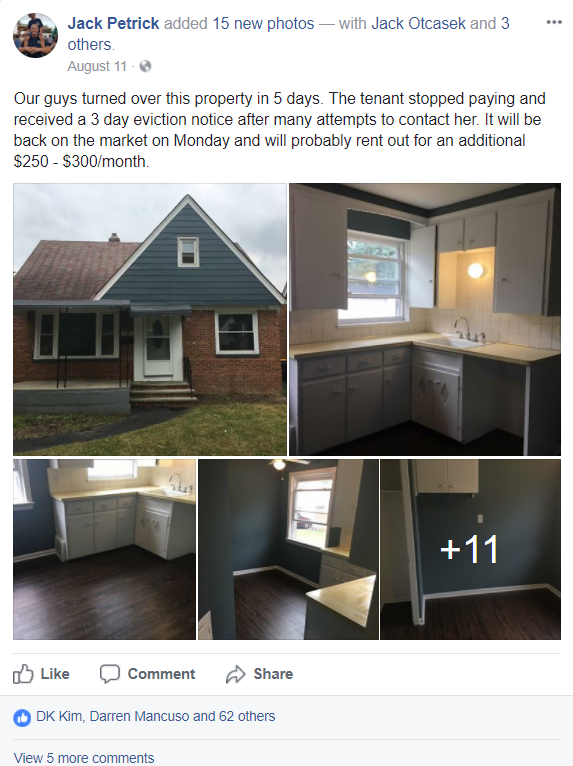 Jack Petrick added 15 new photos — with Jack Otcasek and 3
others.
August 11 ·
Our guys turned over this property in 5 days. The tenant stopped paying and
received a 3 day eviction notice after many attempts to contact her. It will be
back on the market on Monday and will probably rent out for an additional
$250 - $300/month.
+11
Like Comment Share
DK Kim, Darren Mancuso and 62 others
View 5 more comments